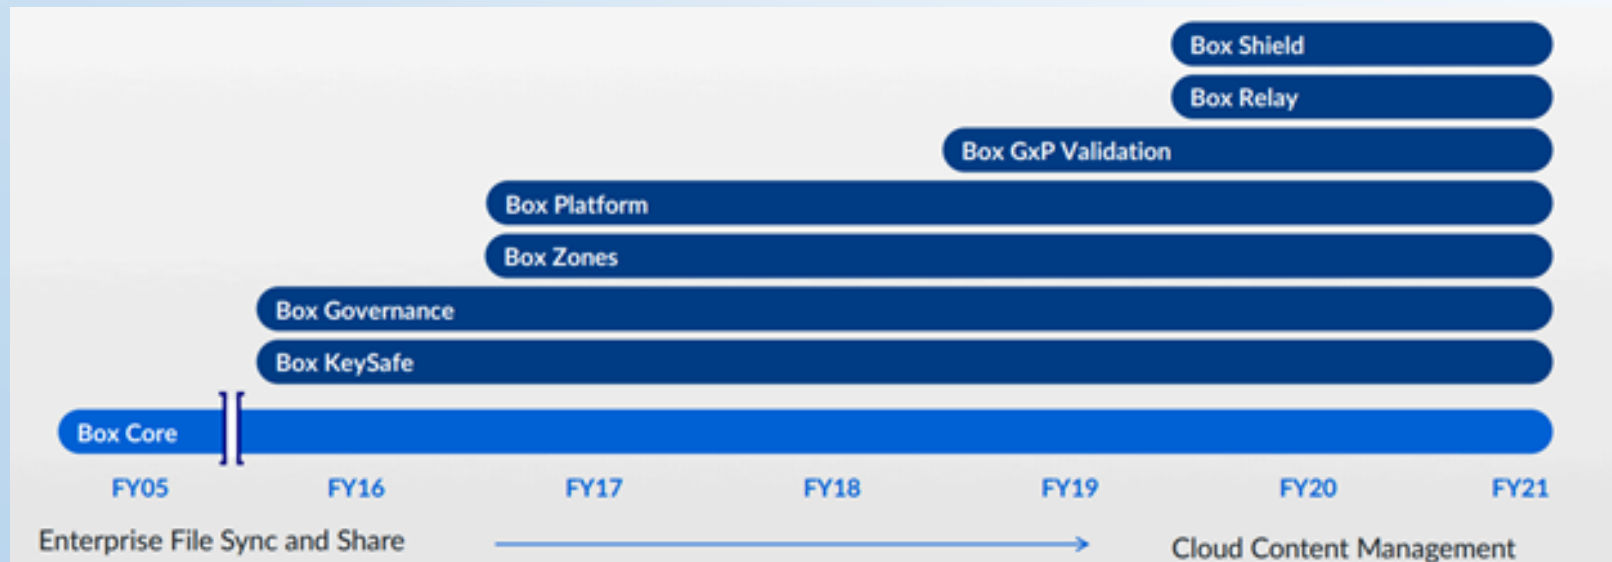 Box Shield
Box Relay
Box GxP Validation
Box Platform
Box Zones
Box Governance
Box KeySafe
Box Core
FY05 FY16 FY17 FY18 FY19 FY20 FY21
Enterprise File Sync and Share Cloud Content Management